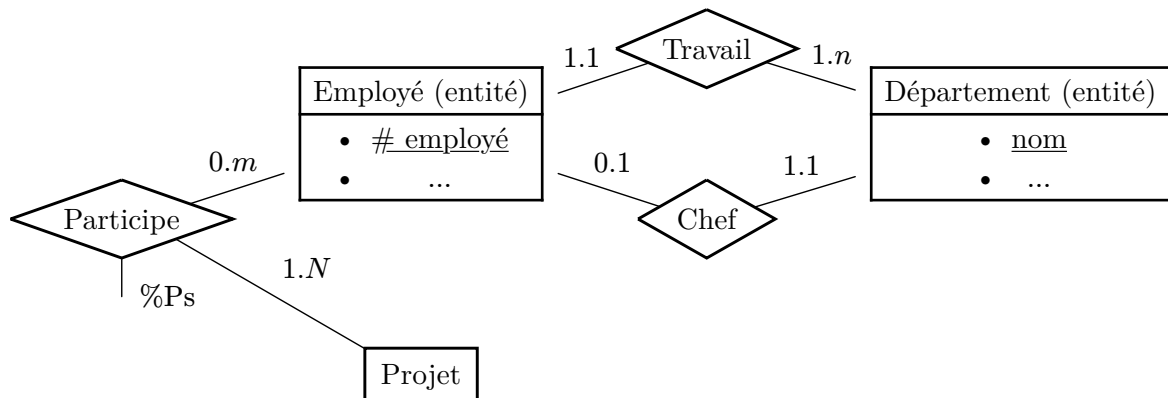 Travail
1.1
1.n
Employé (entité)
Département (entité)
• # employé
• nom
• ...
• ...
0.m
0.1
1.1
Participe
Chef
1.N
%Ps
Projet